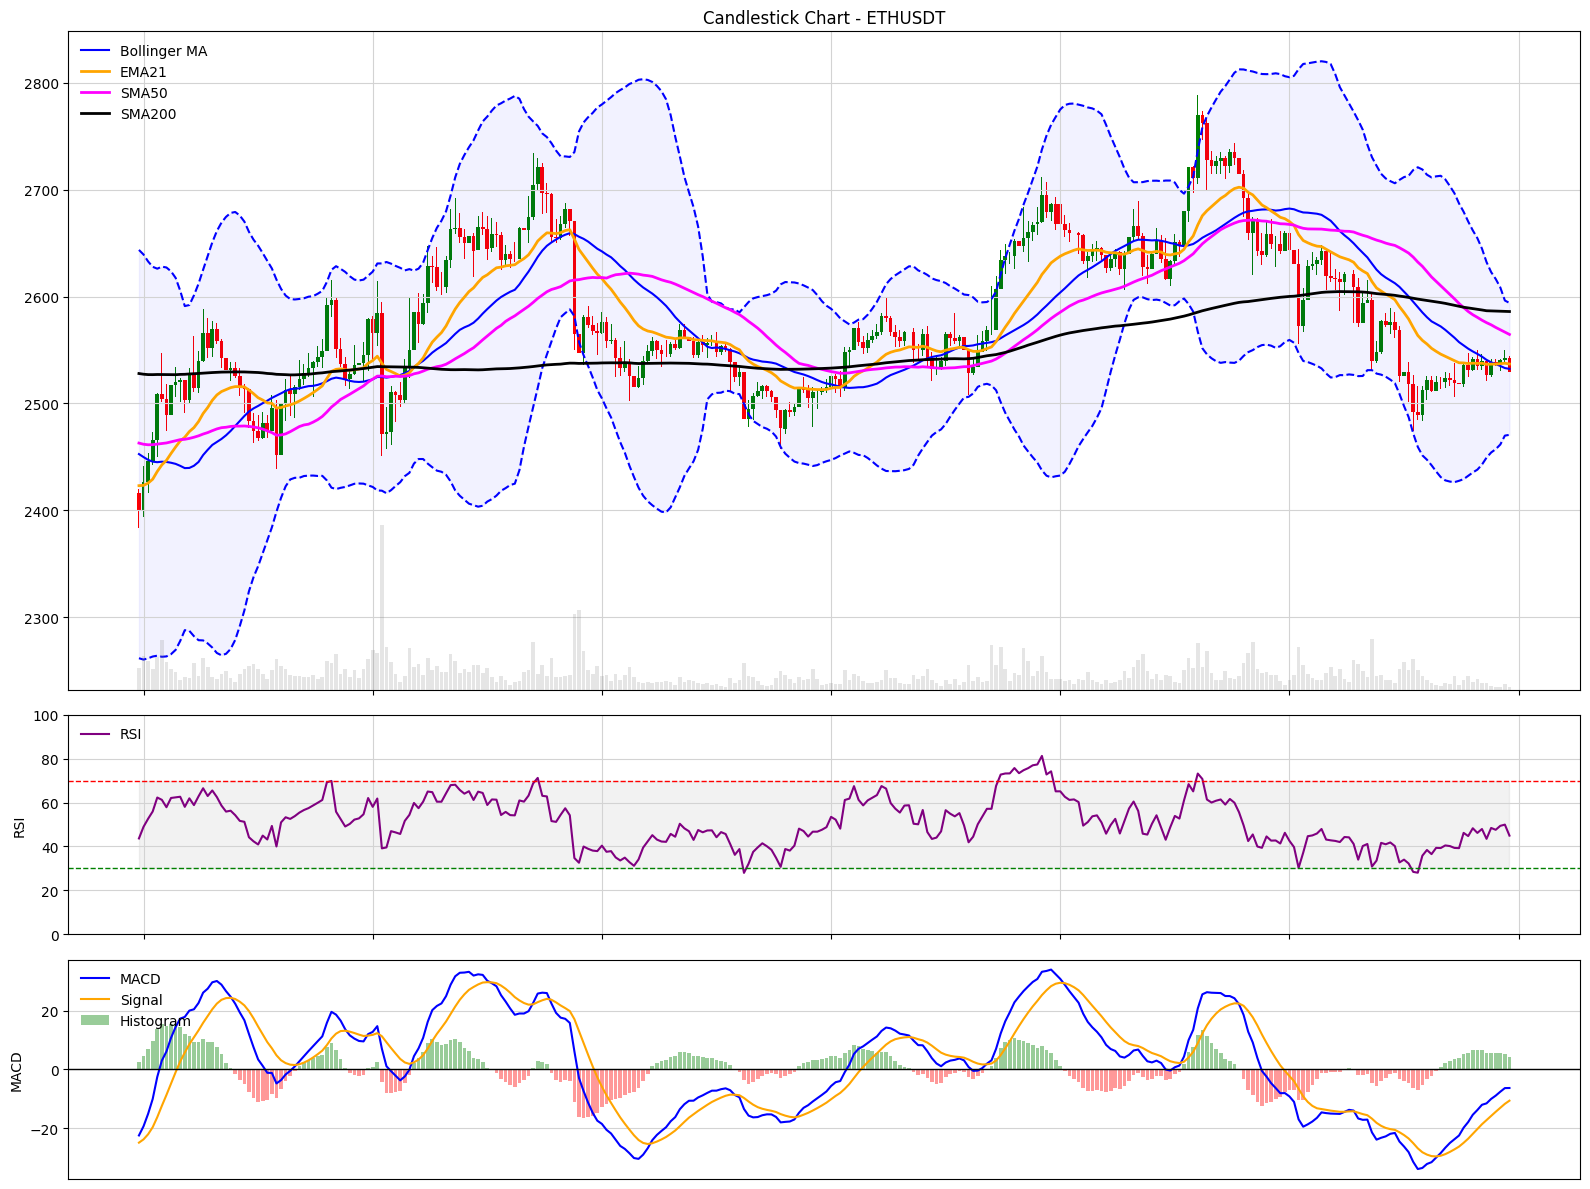 Candlestick Chart - ETHUSDT
Bollinger MA
EMA21
SMA50
SMA200
2800
2700
2600
2500
2400
2300
RSI
100
80
60
40
20
0
RSI
MACD
Signal
Histogram
20
0
−20
MACD